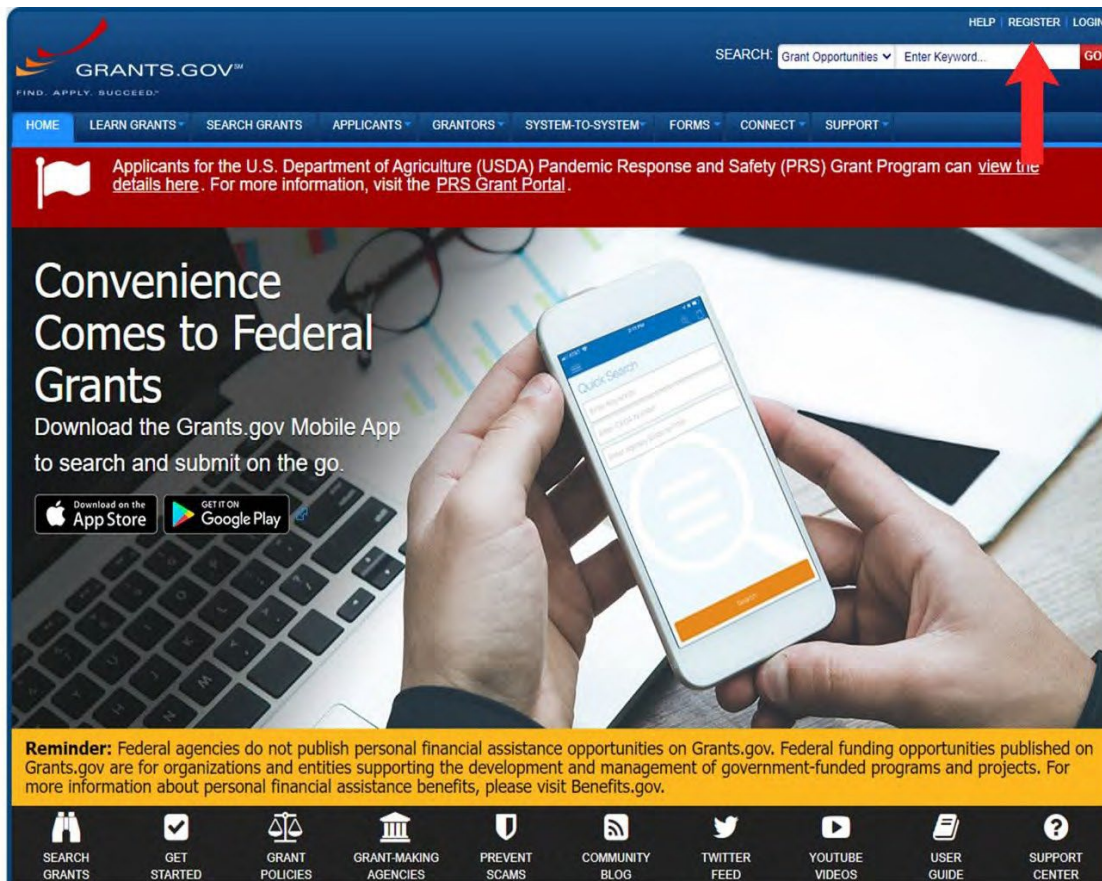 HELP | REGISTER | LOGIN
SEARCH: Grant Opportunities Enter Keyword... GO
GRANTS.GOV℠
FIND. APPLY. SUCCEED.℠
HOME LEARN GRANTS SEARCH GRANTS APPLICANTS GRANTORS SYSTEM-TO-SYSTEM FORMS CONNECT SUPPORT
Applicants for the U.S. Department of Agriculture (USDA) Pandemic Response and Safety (PRS) Grant Program can view the
details here. For more information, visit the PRS Grant Portal.
Convenience
Comes to Federal
Grants
Download the Grants.gov Mobile App
to search and submit on the go.
Download on the
App Store
GET IT ON
Google Play
Quick Search
Search
Reminder: Federal agencies do not publish personal financial assistance opportunities on Grants.gov. Federal funding opportunities published on
Grants.gov are for organizations and entities supporting the development and management of government-funded programs and projects. For
more information about personal financial assistance benefits, please visit Benefits.gov.
SEARCH GRANTS
GET STARTED
GRANT POLICIES
GRANT-MAKING AGENCIES
PREVENT SCAMS
COMMUNITY BLOG
TWITTER FEED
YOUTUBE VIDEOS
USER GUIDE
SUPPORT CENTER